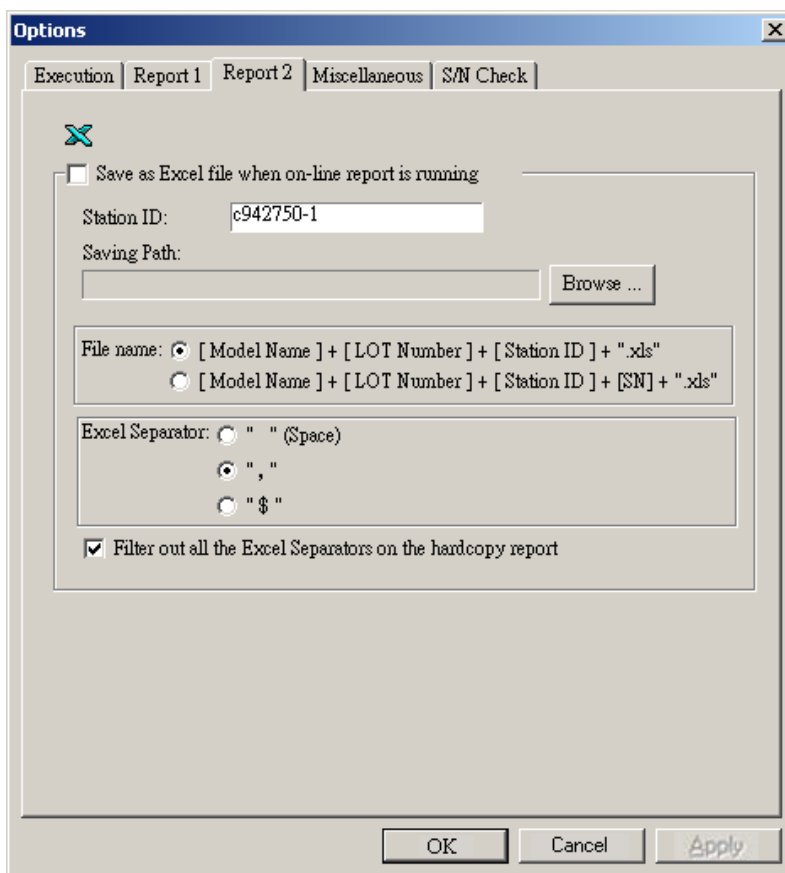 Options
Execution Report 1 Report 2 Miscellaneous S/N Check
Save as Excel file when on-line report is running
Station ID: c942750-1
Saving Path:
Browse ...
File name: [ Model Name ] + [ LOT Number ] + [ Station ID ] + ".xls"
[ Model Name ] + [ LOT Number ] + [ Station ID ] + [SN] + ".xls"
Excel Separator: " " (Space)
" , "
" $ "
Filter out all the Excel Separators on the hardcopy report
OK Cancel Apply